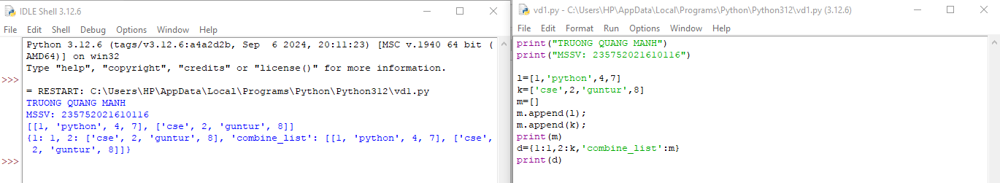 IDLE Shell 3.12.6
File Edit Shell Debug Options Window Help
Python 3.12.6 (tags/v3.12.6:a4a2d2b, Sep  6 2024, 20:11:23) [MSC v.1940 64 bit (
AMD64)] on win32
Type "help", "copyright", "credits" or "license()" for more information.
>>>
= RESTART: C:\Users\HP\AppData\Local\Programs\Python\Python312\vd1.py
TRUONG QUANG MANH
MSSV: 235752021610116
[[1, 'python', 4, 7], ['cse', 2, 'guntur', 8]]
{1: 1, 2: ['cse', 2, 'guntur', 8], 'combine_list': [[1, 'python', 4, 7], ['cse',
 2, 'guntur', 8]]}
>>>
vd1.py - C:\Users\HP\AppData\Local\Programs\Python\Python312\vd1.py (3.12.6)
File Edit Format Run Options Window Help
print("TRUONG QUANG MANH")
print("MSSV: 235752021610116")
l=[1,'python',4,7]
k=['cse',2,'guntur',8]
m=[]
m.append(l);
m.append(k);
print(m)
d={1:1,2:k,'combine_list':m}
print(d)